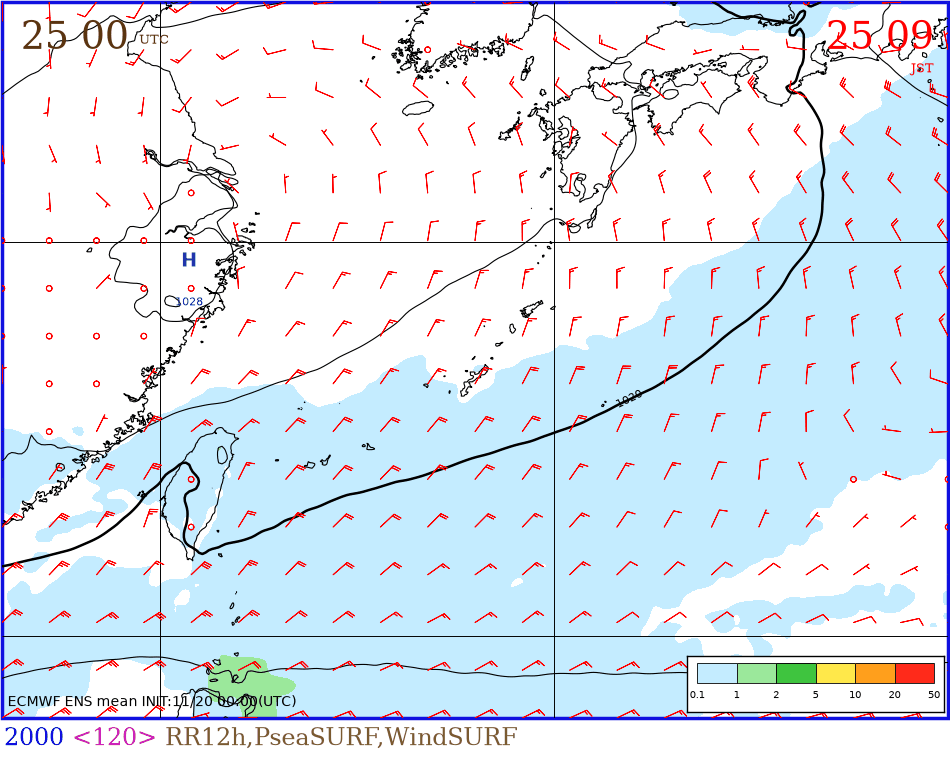 25 00 UTC
25 09
JST
H
1028
1020
0.1 1 2 5 10 20 50
ECMWF ENS mean INIT:11/20 00:00(UTC)
2000 <120> RR12h,PseaSURF,WindSURF